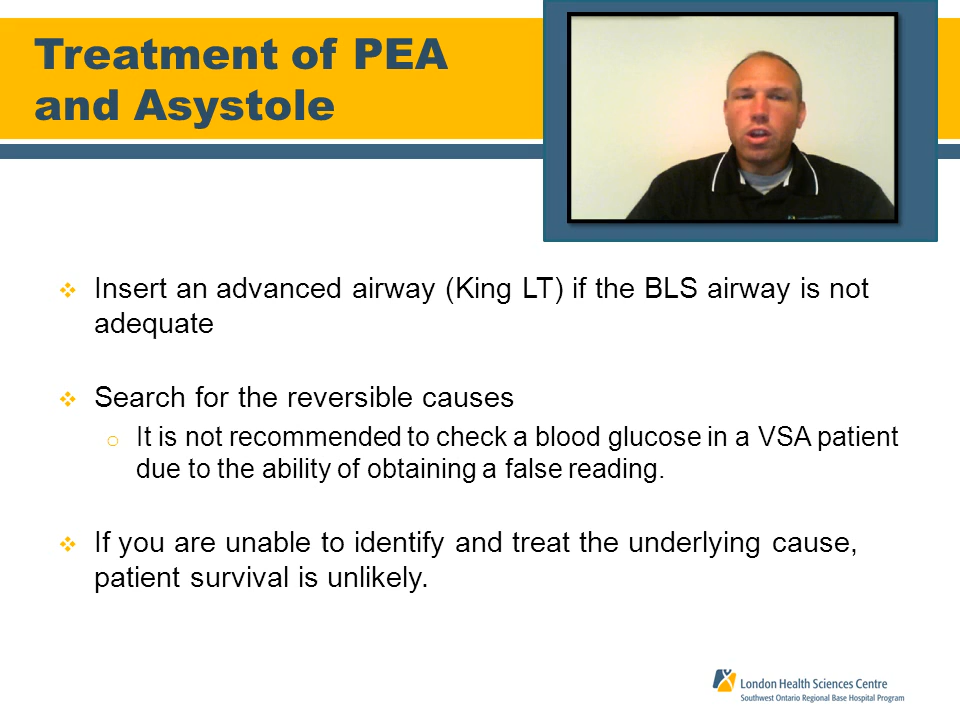 Treatment of PEA
and Asystole
Insert an advanced airway (King LT) if the BLS airway is not
adequate
Search for the reversible causes
It is not recommended to check a blood glucose in a VSA patient
due to the ability of obtaining a false reading.
If you are unable to identify and treat the underlying cause,
patient survival is unlikely.
London Health Sciences Centre
Southwest Ontario Regional Base Hospital Program